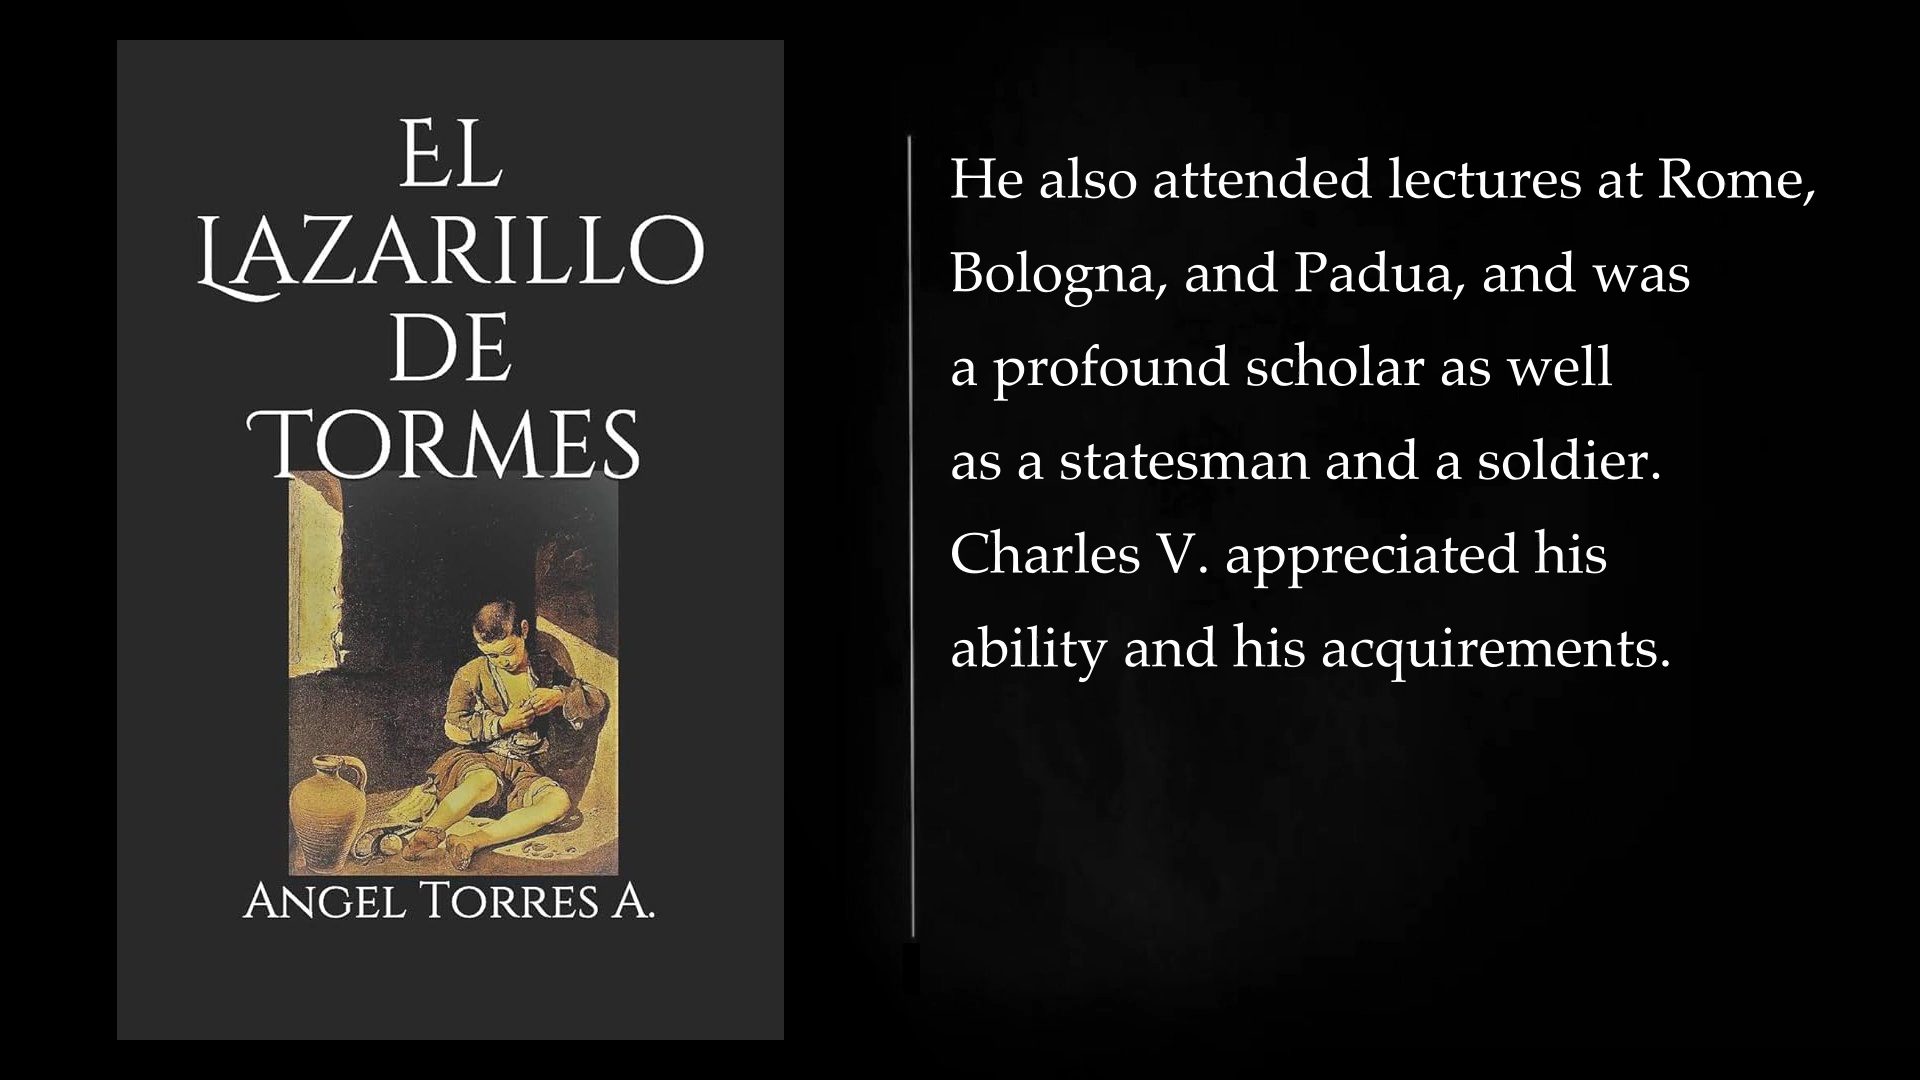 EL
LAZARILLO
DE
TORMES
ANGEL TORRES A.
He also attended lectures at Rome,
Bologna, and Padua, and was
a profound scholar as well
as a statesman and a soldier.
Charles V. appreciated his
ability and his acquirements.